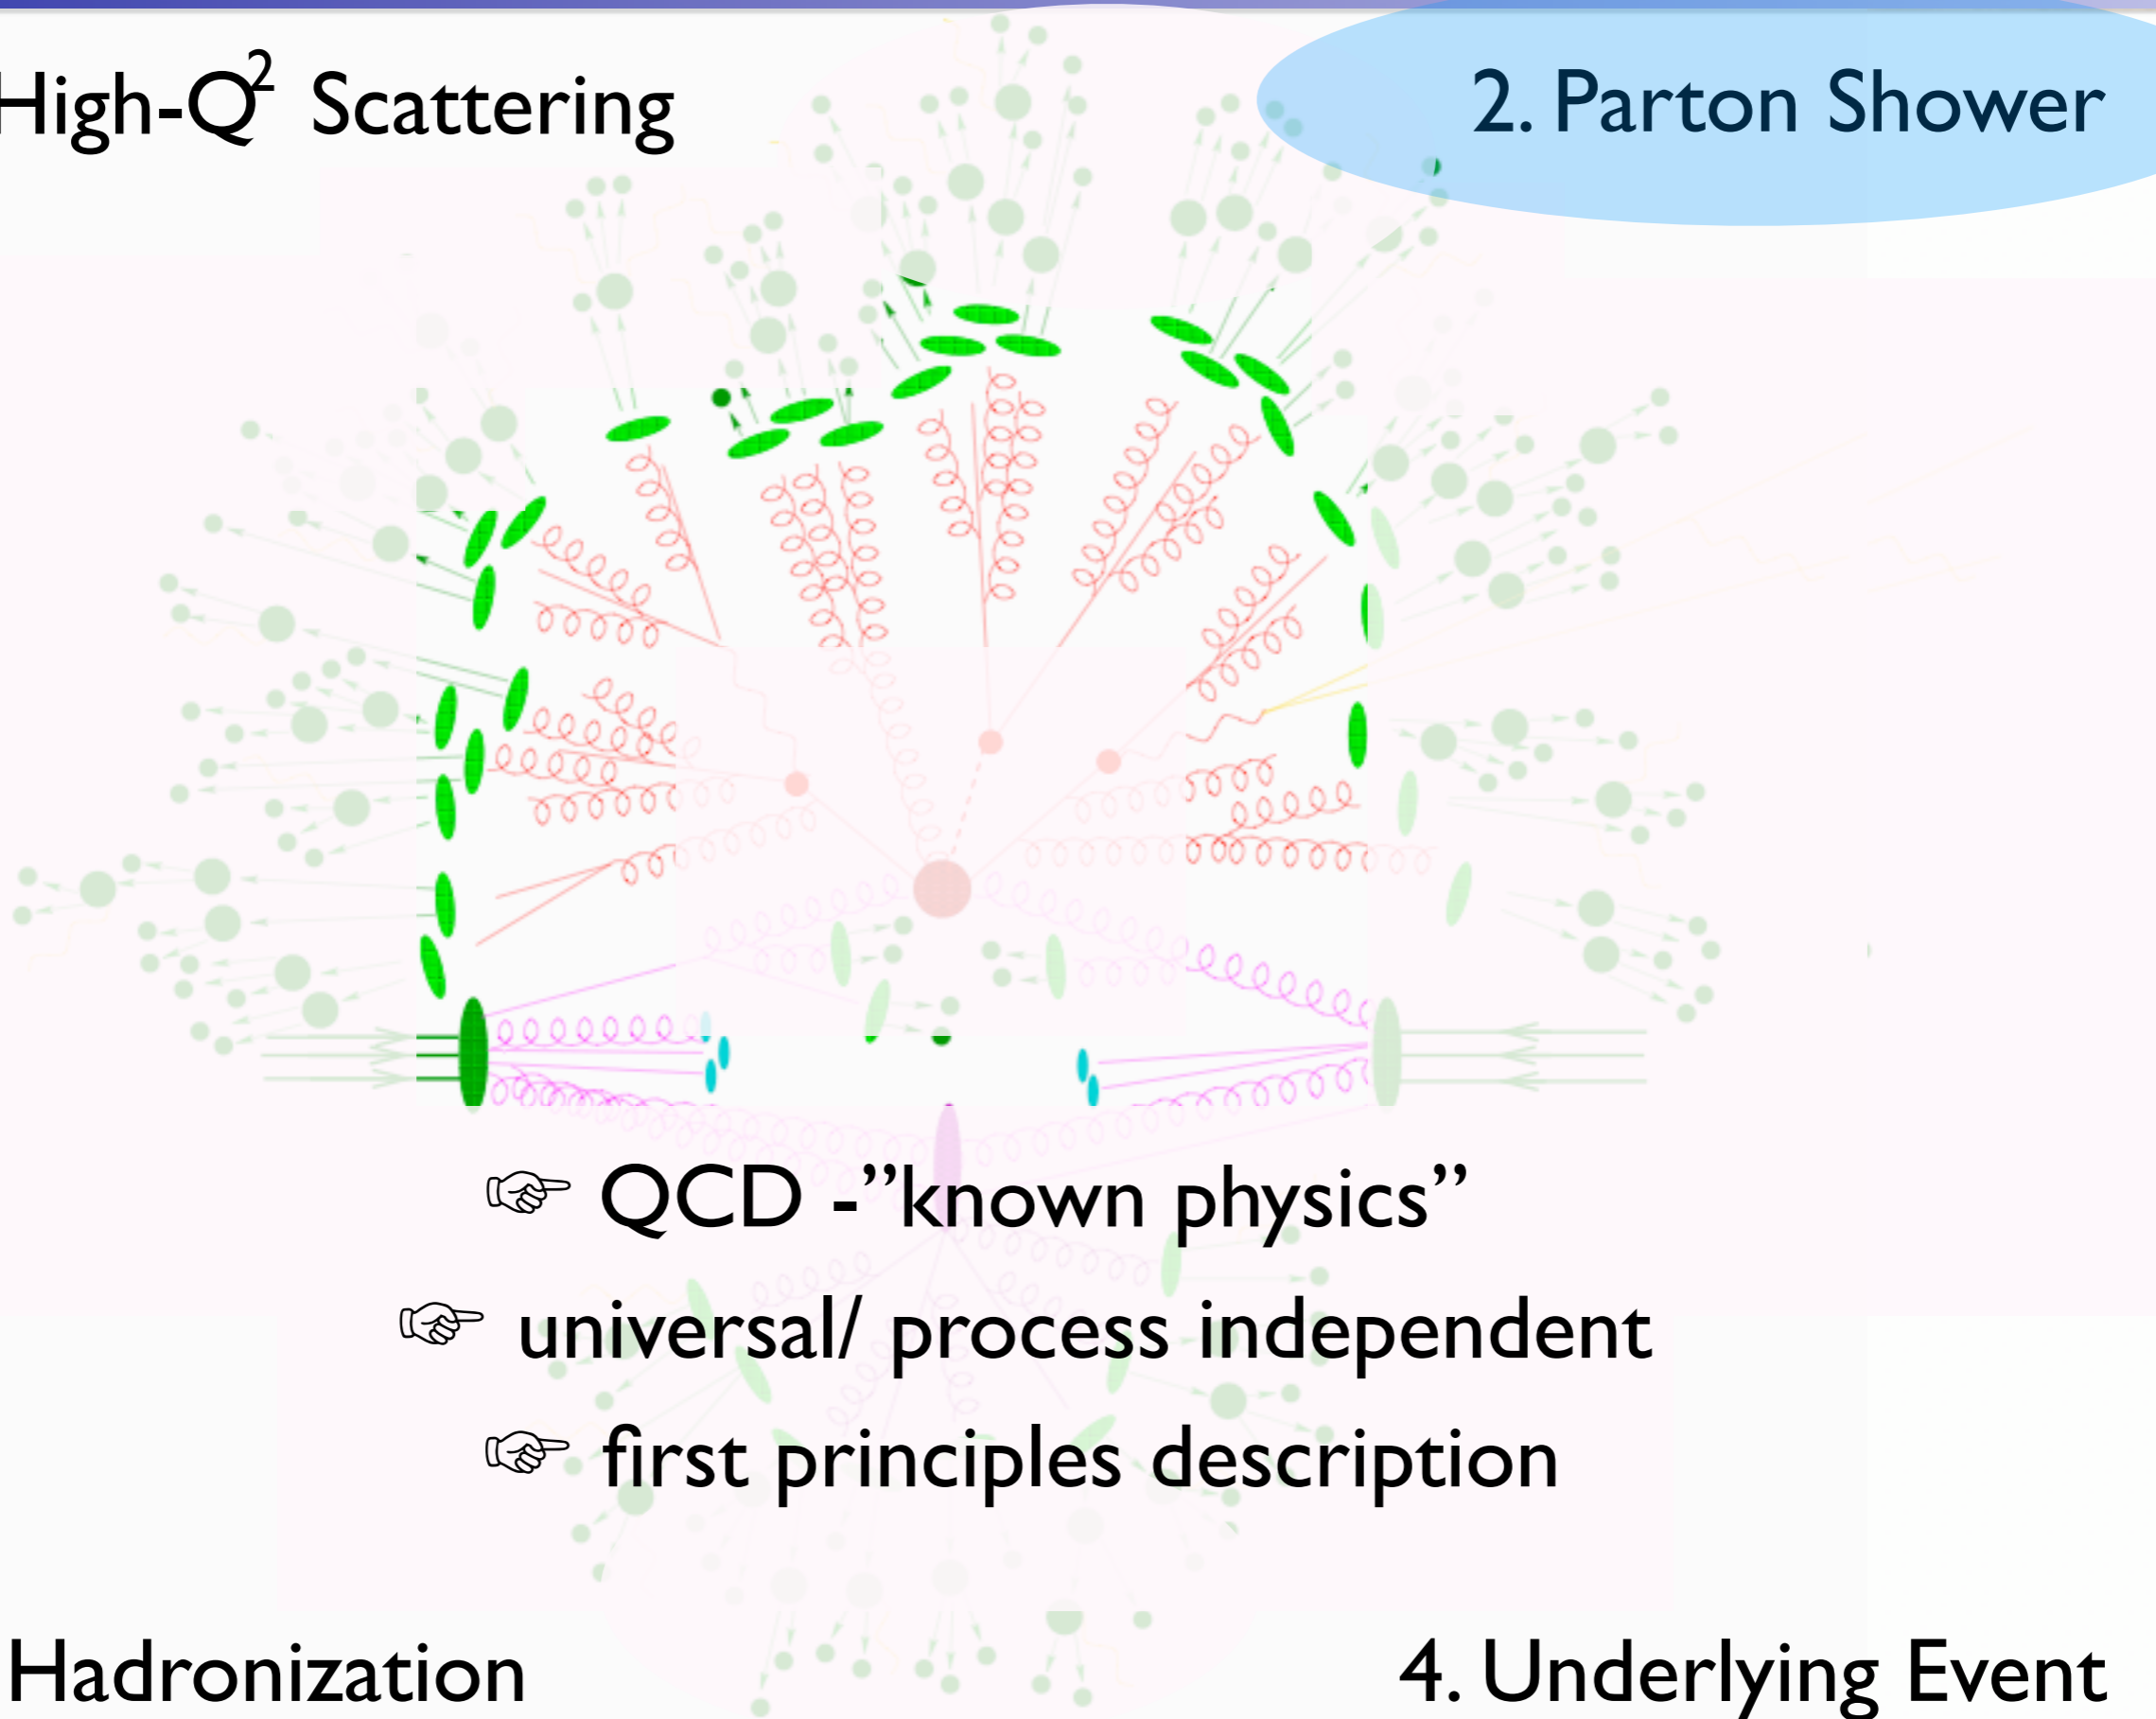 High-Q² Scattering
2. Parton Shower
☞ QCD -”known physics”
☞ universal/ process independent
☞ first principles description
Hadronization
4. Underlying Event